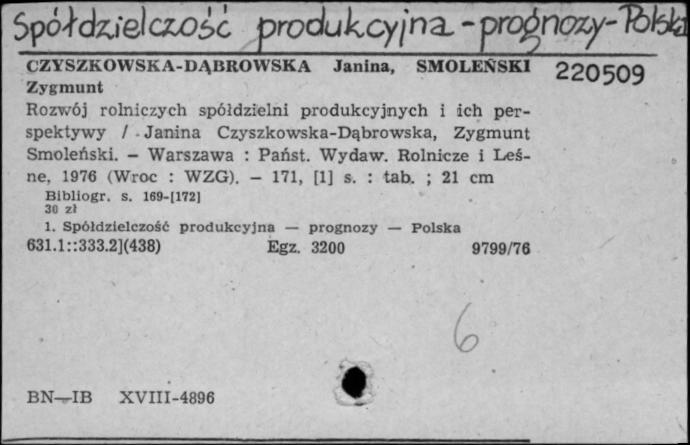 Spółdzielczość produkcyjna - prognozy - Polska
CZYSZKOWSKA-DĄBROWSKA Janina, SMOLEŃSKI
220509
Zygmunt
Rozwój rolniczych spółdzielni produkcyjnych i ich per-
spektywy / Janina Czyszkowska-Dąbrowska, Zygmunt
Smoleński. — Warszawa : Państ. Wydaw. Rolnicze i Leś-
ne, 1976 (Wroc : WZG). — 171, [1] s. : tab. ; 21 cm
Bibliogr. s. 169-[172]
30 zł
1. Spółdzielczość produkcyjna — prognozy — Polska
631.1::333.2](438) Egz. 3200 9799/76
6
BN—IB XVIII-4896